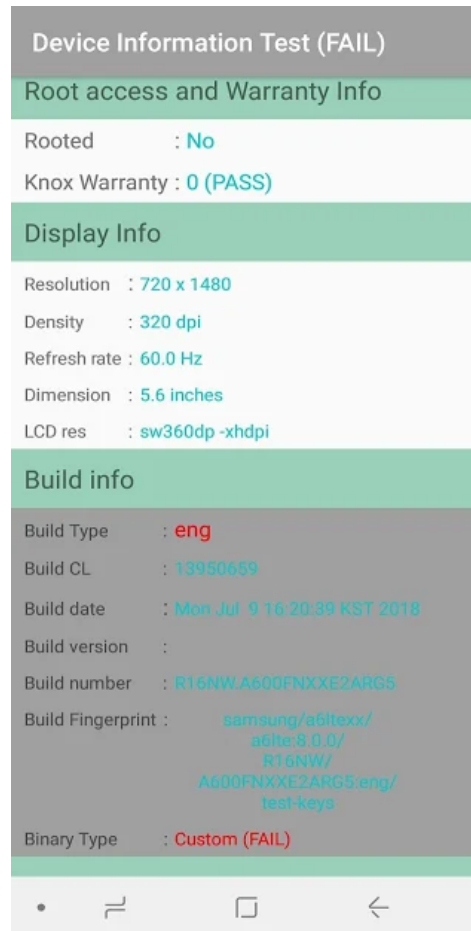 Device Information Test (FAIL)
Root access and Warranty Info
Rooted : No
Knox Warranty : 0 (PASS)
Display Info
Resolution : 720 x 1480
Density : 320 dpi
Refresh rate : 60.0 Hz
Dimension : 5.6 inches
LCD res : sw360dp -xhdpi
Build info
Build Type : eng
Build CL : 13950659
Build date : Mon Jul 9 16:20:39 KST 2018
Build version :
Build number : R16NW.A600FNXXE2ARG5
Build Fingerprint : samsung/a6ltexx/
a6lte:8.0.0/
R16NW/
A600FNXXE2ARG5.eng/
test-keys
Binary Type : Custom (FAIL)